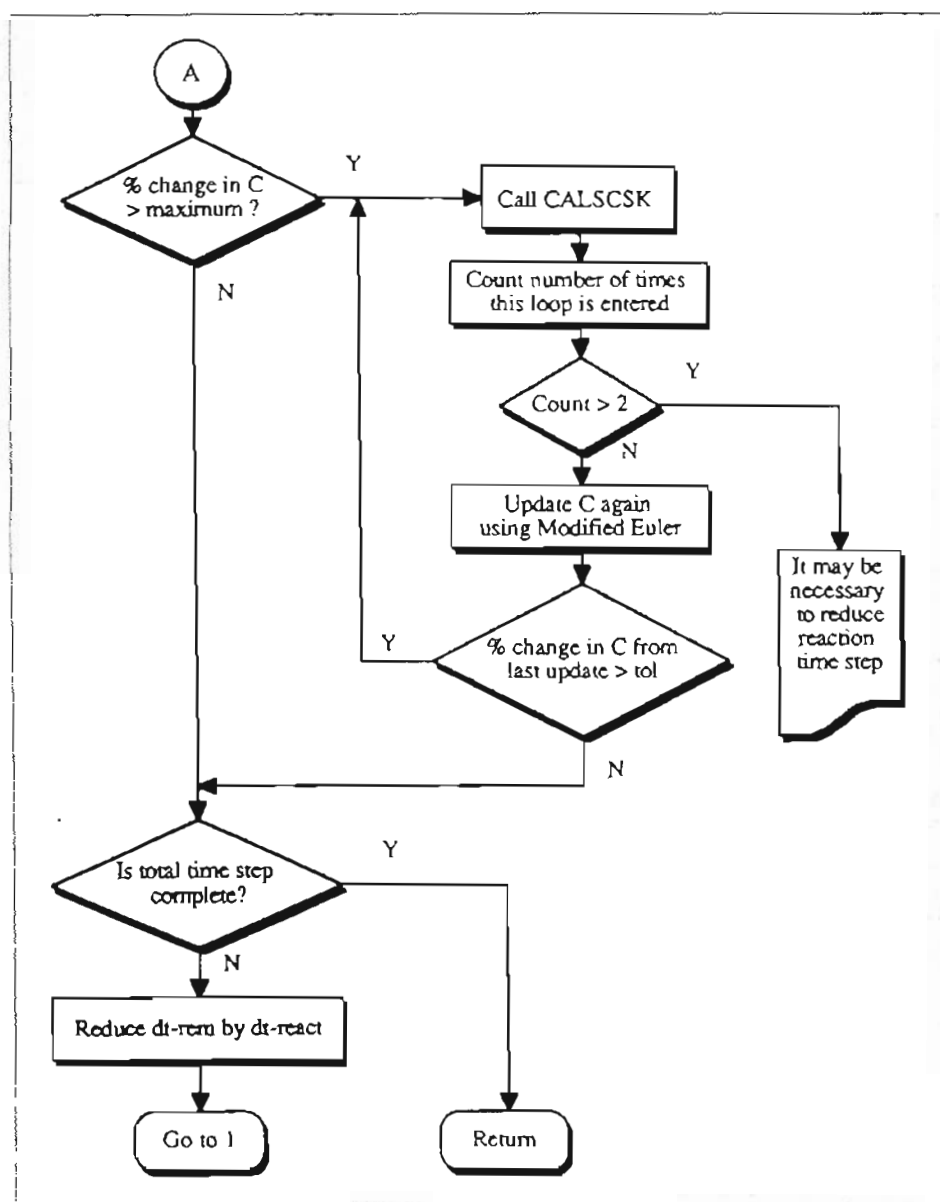 A
% change in C
> maximum ?
Y
N
Call CALSCSK
Count number of times
this loop is entered
Count > 2
Y
N
Update C again
using Modified Euler
% change in C from
last update > tol
Y
N
It may be
necessary
to reduce
reaction
time step
Is total time step
complete?
Y
N
Reduce dt-rem by dt-react
Go to 1
Return